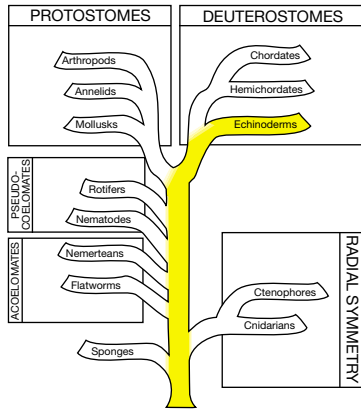 PROTOSTOMES
DEUTEROSTOMES
Arthropods
Annelids
Mollusks
Chordates
Hemichordates
Echinoderms
PSEUDO-
COELOMATES
Rotifers
Nematodes
ACOELOMATES
Nemerteans
Flatworms
Sponges
RADIAL SYMMETRY
Ctenophores
Cnidarians